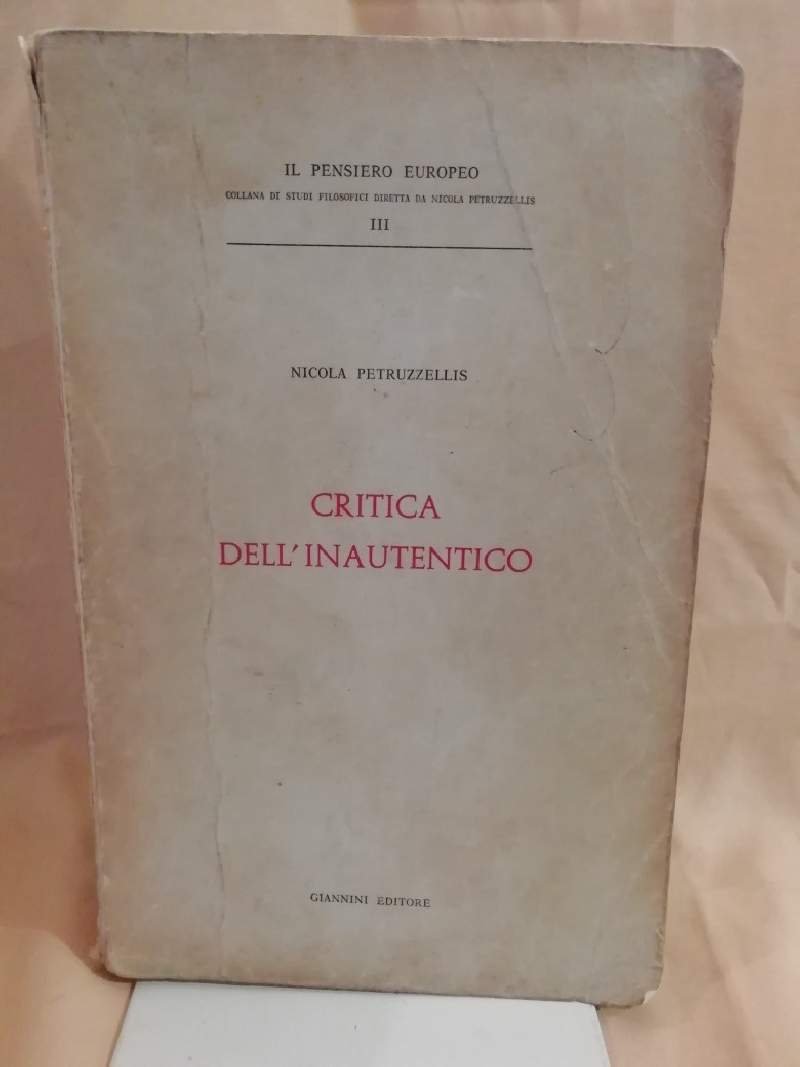 IL PENSIERO EUROPEO
COLLANA DI STUDI FILOSOFICI DIRETTA DA NICOLA PETRUZZELLIS
III
NICOLA PETRUZZELLIS
CRITICA
DELL'INAUTENTICO
GIANNINI EDITORE